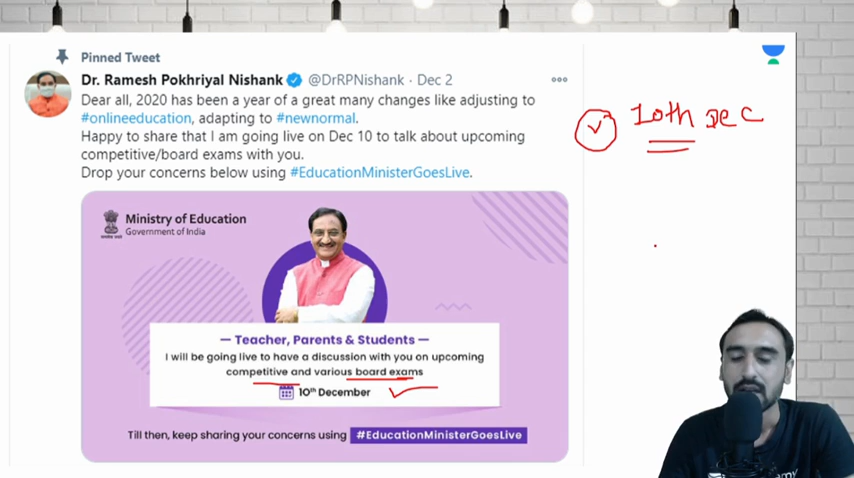 Pinned Tweet
Dr. Ramesh Pokhriyal Nishank @DrRPNishank · Dec 2
Dear all, 2020 has been a year of a great many changes like adjusting to
#onlineeducation, adapting to #newnormal.
Happy to share that I am going live on Dec 10 to talk about upcoming
competitive/board exams with you.
Drop your concerns below using #EducationMinisterGoesLive.
Ministry of Education
Government of India
— Teacher, Parents & Students —
I will be going live to have a discussion with you on upcoming
competitive and various board exams
10th December
Till then, keep sharing your concerns using #EducationMinisterGoesLive
10th Dec